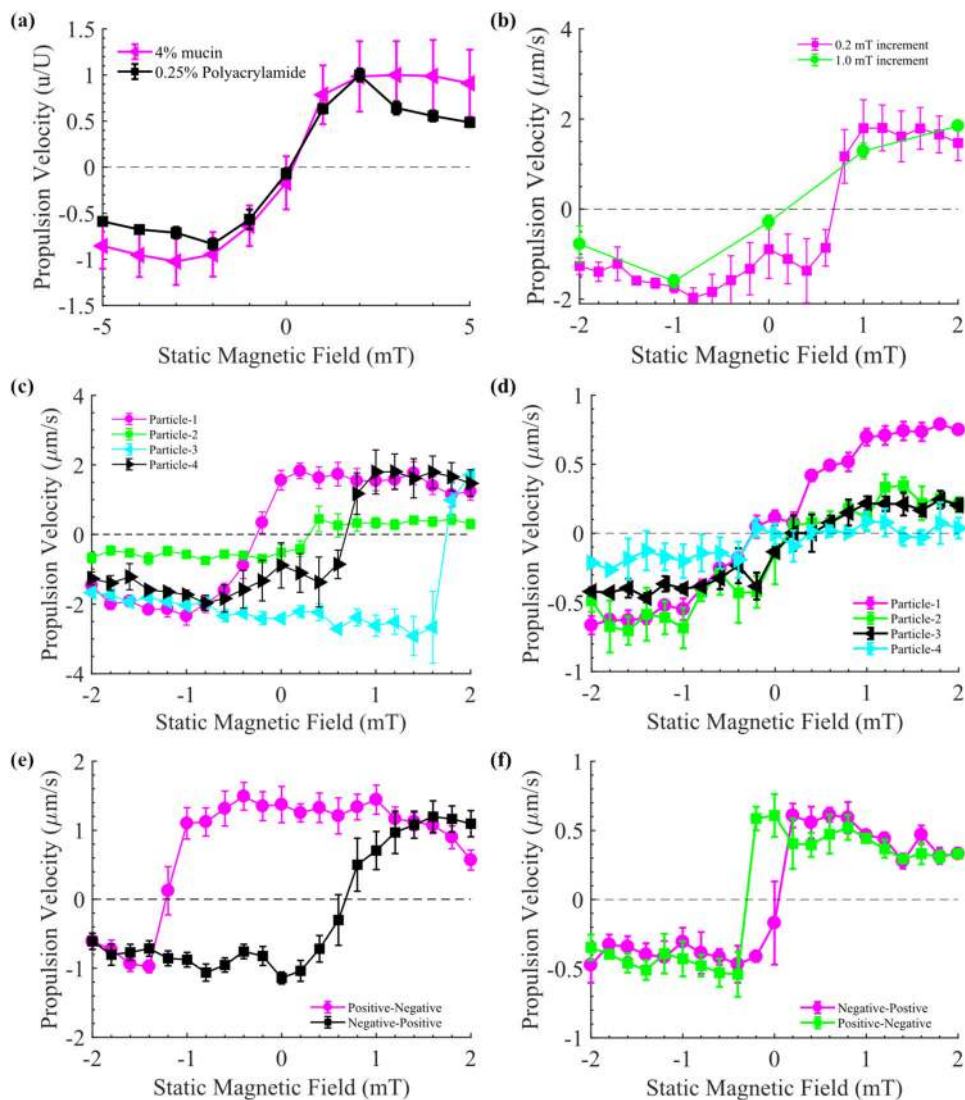 (a)
4% mucin
0.25% Polyacrylamide
Propulsion Velocity (u/U)
1.5
1
0.5
0
-0.5
-1
-1.5
-5
0
5
Static Magnetic Field (mT)
(b)
0.2 mT increment
1.0 mT increment
Propulsion Velocity (μm/s)
4
2
0
-2
-2
-1
0
1
2
Static Magnetic Field (mT)
(c)
Particle-1
Particle-2
Particle-3
Particle-4
Propulsion Velocity (μm/s)
4
2
0
-2
-4
-2
-1
0
1
2
Static Magnetic Field (mT)
(d)
Propulsion Velocity (μm/s)
1
0.5
0
-0.5
-1
Particle-1
Particle-2
Particle-3
Particle-4
-2
-1
0
1
2
Static Magnetic Field (mT)
(e)
Propulsion Velocity (μm/s)
2
1
0
-1
-2
Positive-Negative
Negative-Positive
-2
-1
0
1
2
Static Magnetic Field (mT)
(f)
Propulsion Velocity (μm/s)
1
0.5
0
-0.5
-1
Negative-Postive
Positive-Negative
-2
-1
0
1
2
Static Magnetic Field (mT)